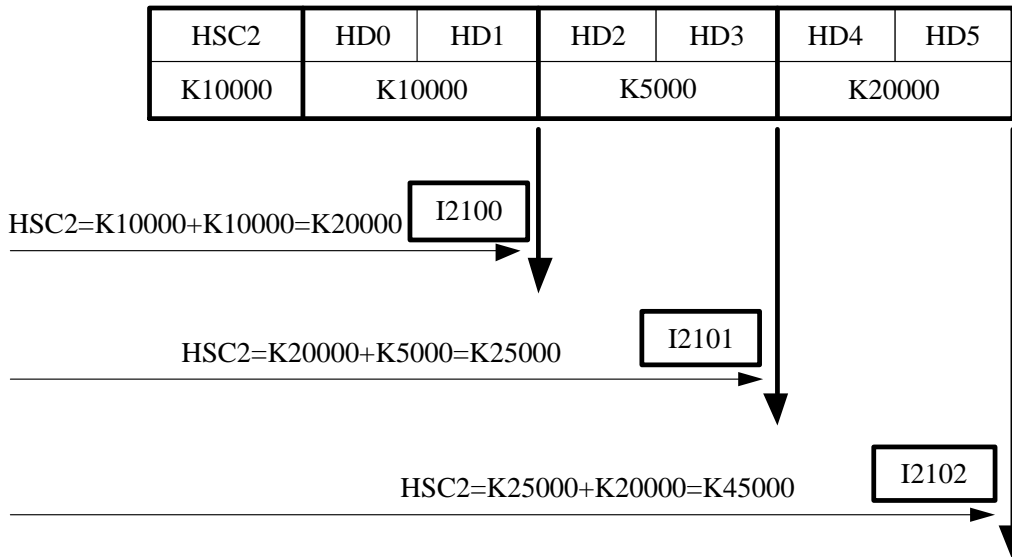 HSC2 HD0 HD1 HD2 HD3 HD4 HD5
K10000 K10000 K5000 K20000
I2100
HSC2=K10000+K10000=K20000
I2101
HSC2=K20000+K5000=K25000
I2102
HSC2=K25000+K20000=K45000